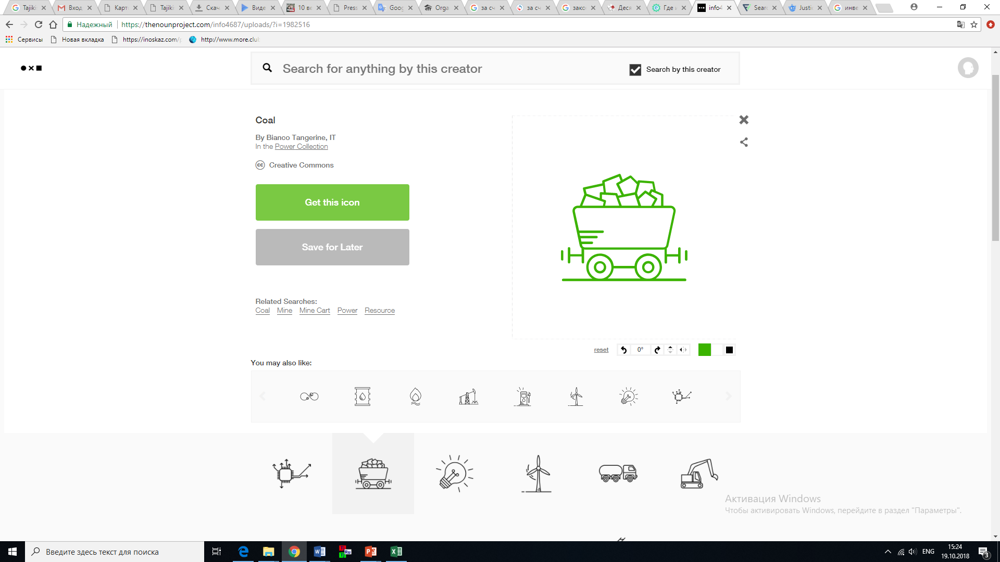 Tajiki
Вход
Карт
Tajiki
Скач
Виде
10 ве
Press
Goog
Orga
за сч
за сч
зако
Деся
Где и
info4
Searc
Justic
инве
Надежный
https://thenounproject.com/info4687/uploads/?i=1982516
Сервисы
Новая вкладка
https://inoskaz.com/
http://www.more.club
Search for anything by this creator
Search by this creator
Coal
By Bianco Tangerine, IT
In the Power Collection
cc Creative Commons
Get this icon
Save for Later
Related Searches:
Coal Mine Mine Cart Power Resource
reset
0°
You may also like:
Активация Windows
Чтобы активировать Windows, перейдите в раздел "Параметры".
Введите здесь текст для поиска
ENG
15:24
19.10.2018
3